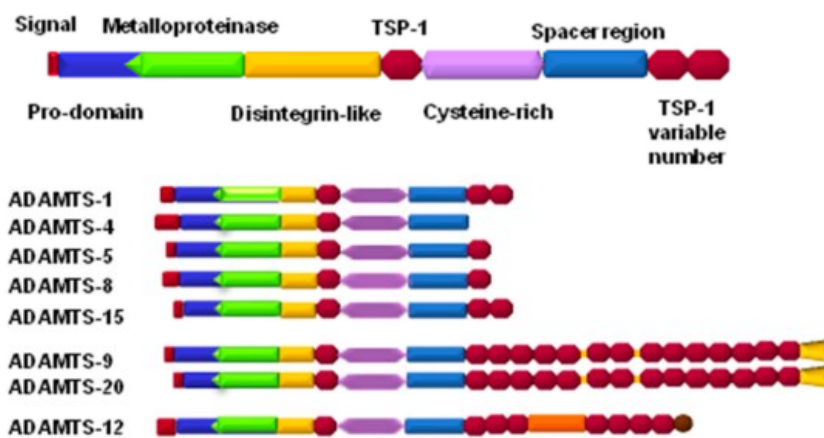 Signal Metalloproteinase TSP-1 Spacer region
Pro-domain Disintegrin-like Cysteine-rich TSP-1
variable
number
ADAMTS-1
ADAMTS-4
ADAMTS-5
ADAMTS-8
ADAMTS-15
ADAMTS-9
ADAMTS-20
ADAMTS-12